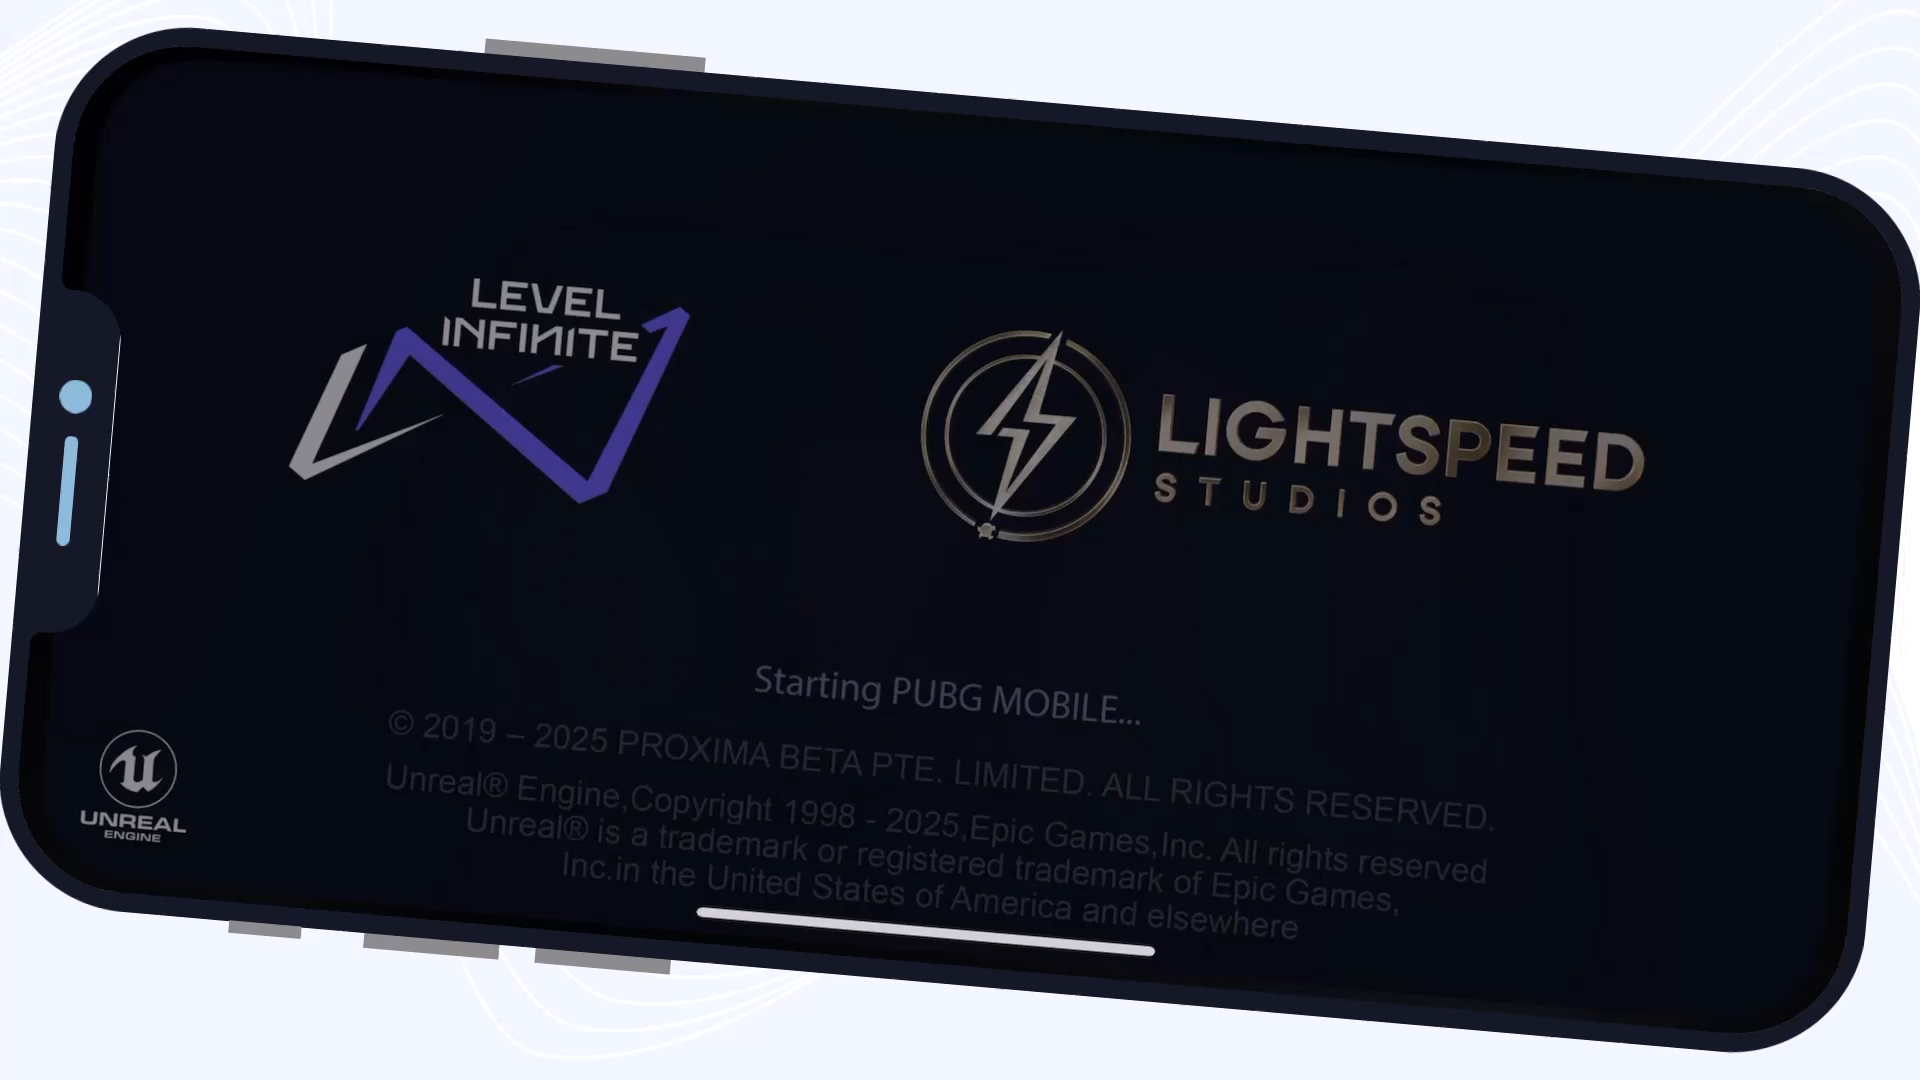 LEVEL
INFINITE
LIGHTSPEED
STUDIOS
Starting PUBG MOBILE...
© 2019 – 2025 PROXIMA BETA PTE. LIMITED. ALL RIGHTS RESERVED.
Unreal® Engine,Copyright 1998 - 2025,Epic Games,Inc. All rights reserved
Unreal® is a trademark or registered trademark of Epic Games,
Inc.in the United States of America and elsewhere
UNREAL
ENGINE